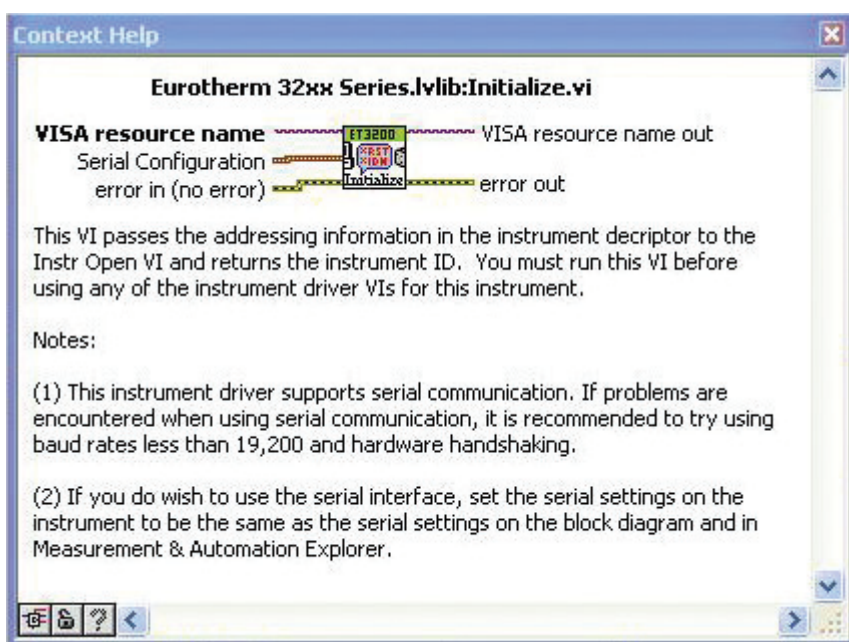 Context Help
Eurotherm 32xx Series.lvlib:Initialize.vi
VISA resource name
ET3200
VISA resource name out
Serial Configuration
*RST
*IDN
error in (no error)
Initialize
error out
This VI passes the addressing information in the instrument decriptor to the
Instr Open VI and returns the instrument ID.  You must run this VI before
using any of the instrument driver VIs for this instrument.
Notes:
(1) This instrument driver supports serial communication. If problems are
encountered when using serial communication, it is recommended to try using
baud rates less than 19,200 and hardware handshaking.
(2) If you do wish to use the serial interface, set the serial settings on the
instrument to be the same as the serial settings on the block diagram and in
Measurement & Automation Explorer.
?